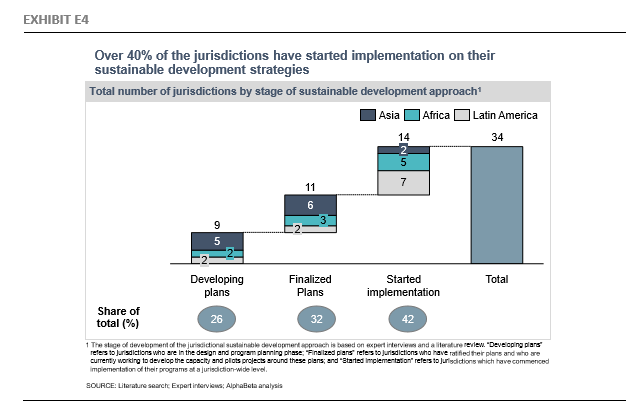 EXHIBIT E4
Over 40% of the jurisdictions have started implementation on their
sustainable development strategies
Total number of jurisdictions by stage of sustainable development approach¹
Asia Africa Latin America
14
34
2
5
7
11
6
3
2
9
5
2
2
Developing
plans
Finalized
Plans
Started
implementation
Total
Share of
total (%)
26
32
42
1 The stage of development of the jurisdictional sustainable development approach is based on expert interviews and a literature review. "Developing plans"
refers to jurisdictions who are in the design and program planning phase; "Finalized plans" refers to jurisdictions who have ratified their plans and who are
currently working to develop the capacity and pilots projects around these plans; and "Started implementation" refers to jurisdictions which have commenced
implementation of their programs at a jurisdiction-wide level.
SOURCE: Literature search; Expert interviews; AlphaBeta analysis